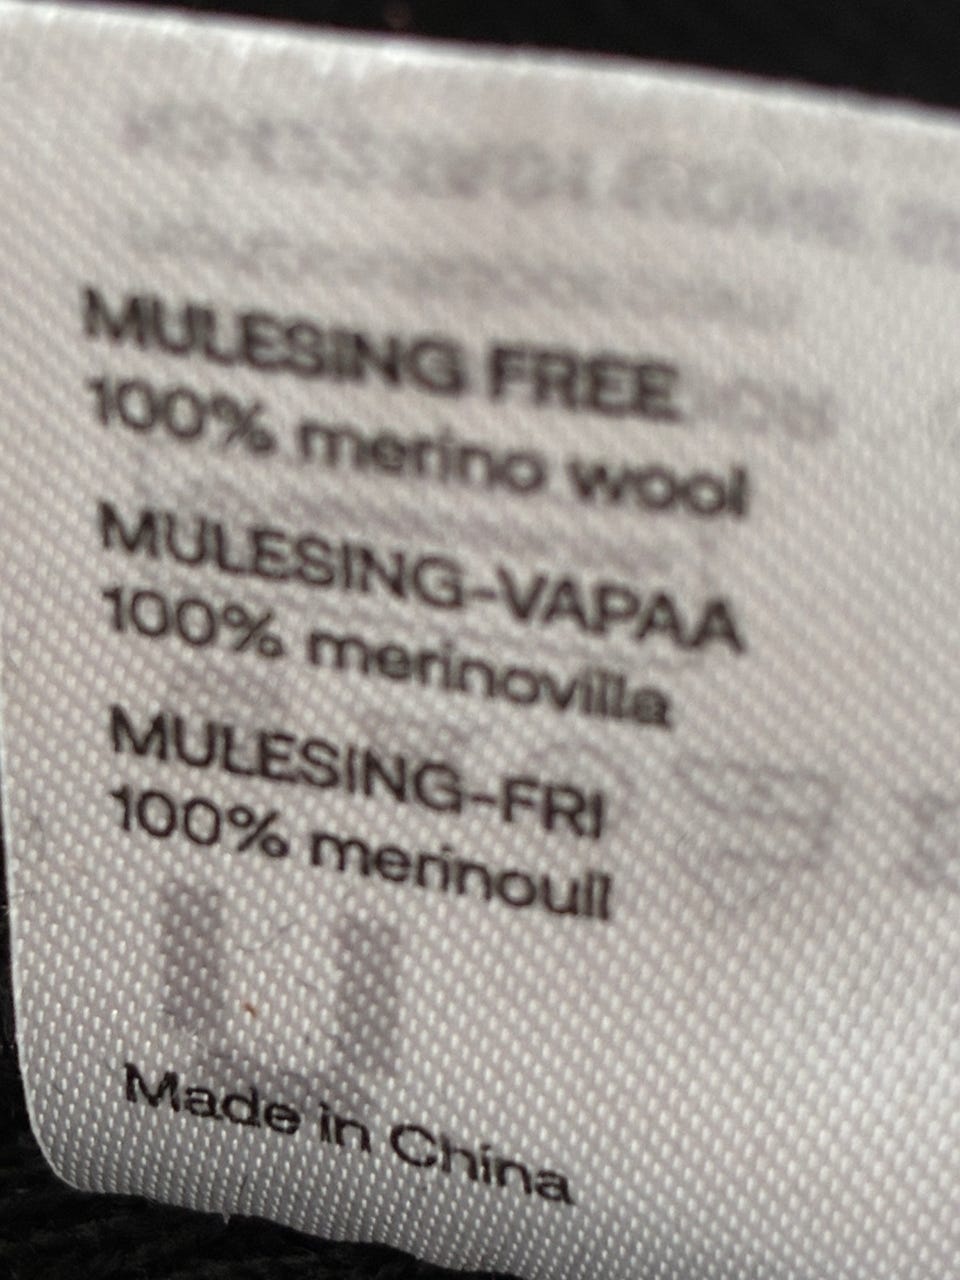 MULESING FREE
100% merino wool
MULESING-VAPAA
100% merinovilla
MULESING-FRI
100% merinoull
Made in China